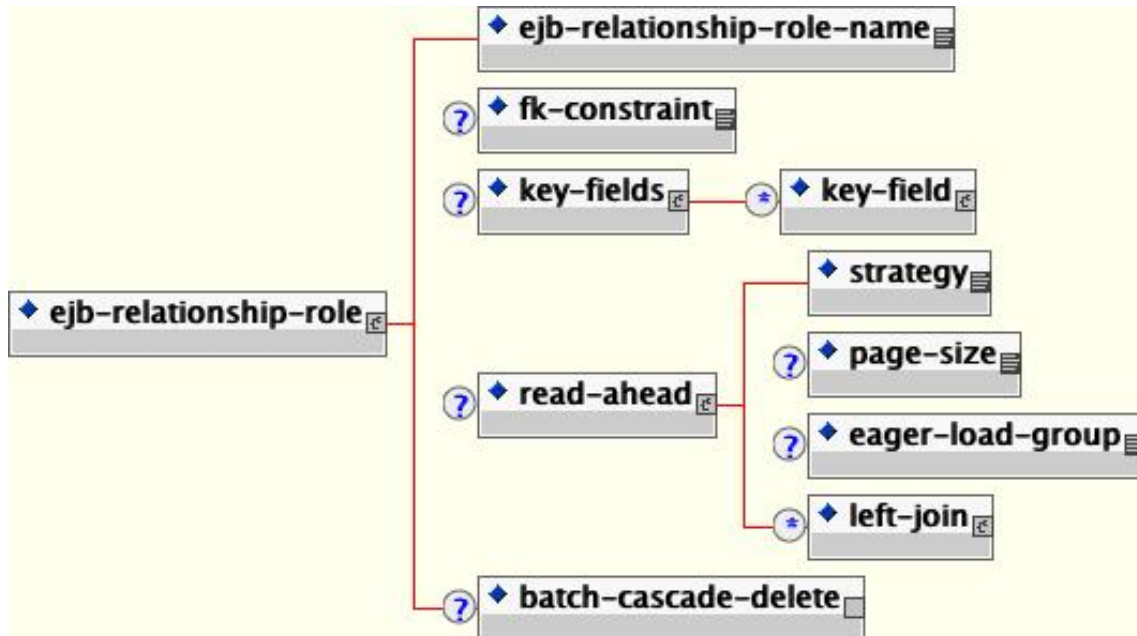 ejb-relationship-role-name
? fk-constraint
? key-fields * key-field
strategy
ejb-relationship-role
? page-size
? read-ahead
? eager-load-group
* left-join
? batch-cascade-delete